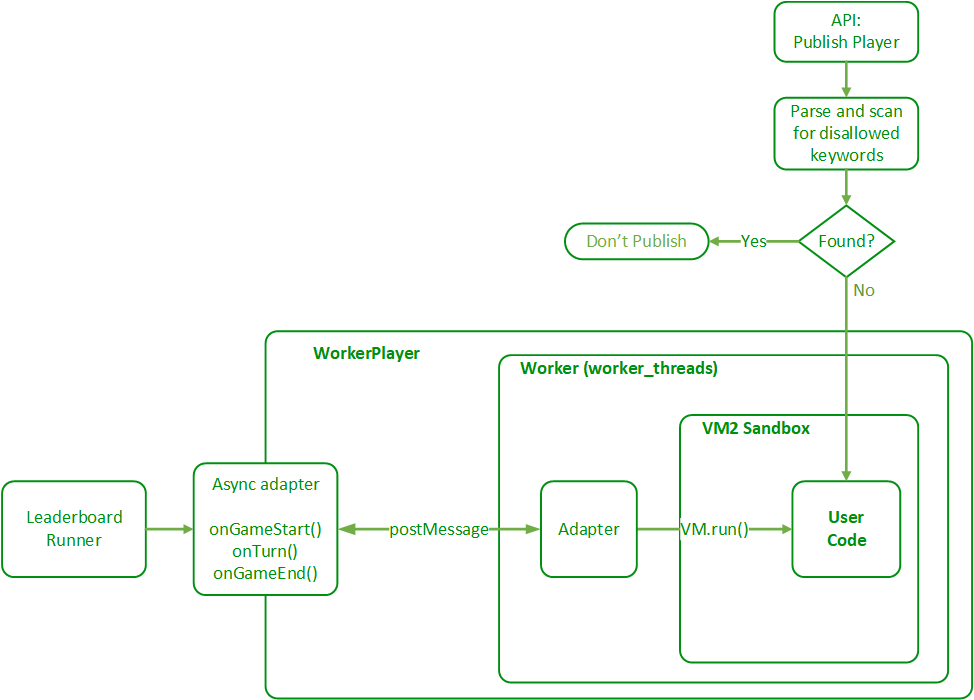 API:
Publish Player
Parse and scan
for disallowed
keywords
Don't Publish
Yes
Found?
No
WorkerPlayer
Worker (worker_threads)
VM2 Sandbox
Leaderboard
Runner
Async adapter
onGameStart()
onTurn()
onGameEnd()
postMessage
Adapter
VM.run()
User
Code